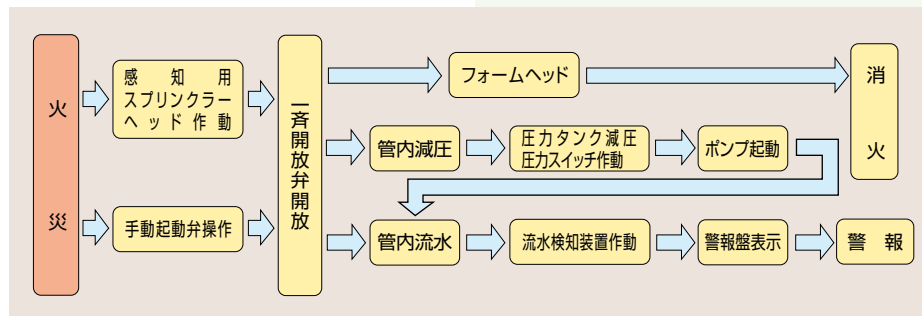 火災
感知用
スプリンクラー
ヘッド作動
手動起動弁操作
一斉開放弁開放
フォームヘッド
消火
管内減圧
圧力タンク減圧
圧力スイッチ作動
ポンプ起動
管内流水
流水検知装置作動
警報盤表示
警報